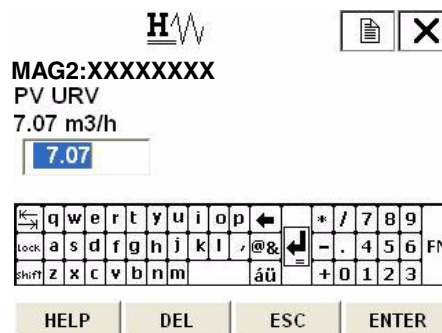 H
MAG2:XXXXXXXX
PV URV
7.07 m3/h
7.07
q w e r t y u i o p * / 7 8 9
Lock a s d f g h j k l , @& - . 4 5 6 FN
Shift z x c v b n m áü = + 0 1 2 3
HELP DEL ESC ENTER